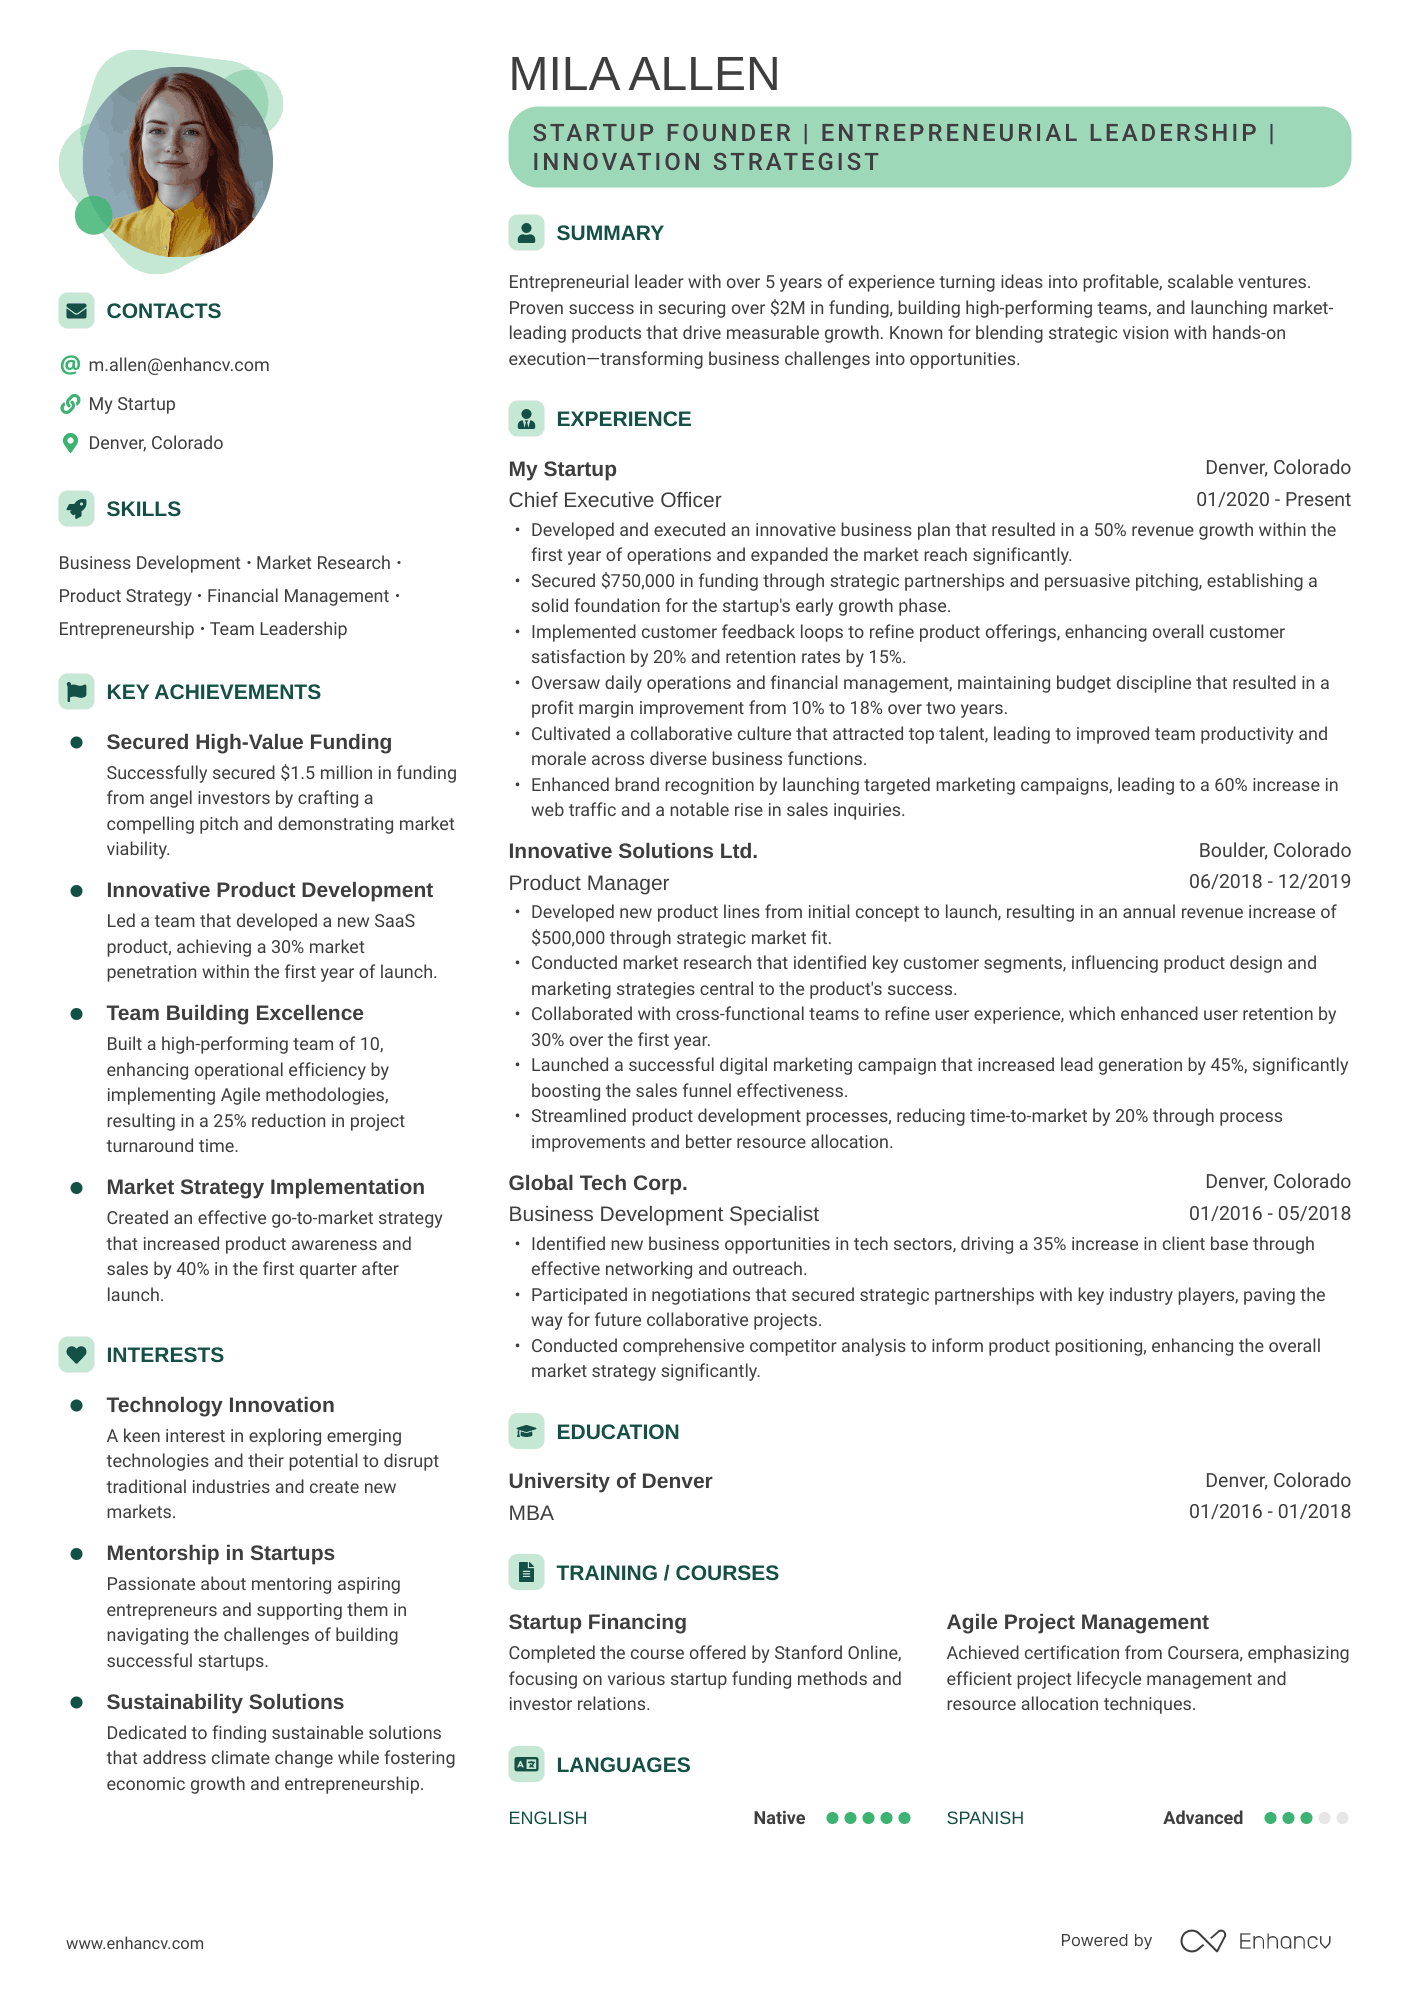 MILA ALLEN
STARTUP FOUNDER | ENTREPRENEURIAL LEADERSHIP |
INNOVATION STRATEGIST
CONTACTS
m.allen@enhancv.com
My Startup
Denver, Colorado
SKILLS
Business Development · Market Research ·
Product Strategy · Financial Management ·
Entrepreneurship · Team Leadership
KEY ACHIEVEMENTS
Secured High-Value Funding
Successfully secured $1.5 million in funding
from angel investors by crafting a
compelling pitch and demonstrating market
viability.
Innovative Product Development
Led a team that developed a new SaaS
product, achieving a 30% market
penetration within the first year of launch.
Team Building Excellence
Built a high-performing team of 10,
enhancing operational efficiency by
implementing Agile methodologies,
resulting in a 25% reduction in project
turnaround time.
Market Strategy Implementation
Created an effective go-to-market strategy
that increased product awareness and
sales by 40% in the first quarter after
launch.
INTERESTS
Technology Innovation
A keen interest in exploring emerging
technologies and their potential to disrupt
traditional industries and create new
markets.
Mentorship in Startups
Passionate about mentoring aspiring
entrepreneurs and supporting them in
navigating the challenges of building
successful startups.
Sustainability Solutions
Dedicated to finding sustainable solutions
that address climate change while fostering
economic growth and entrepreneurship.
SUMMARY
Entrepreneurial leader with over 5 years of experience turning ideas into profitable, scalable ventures.
Proven success in securing over $2M in funding, building high-performing teams, and launching market-
leading products that drive measurable growth. Known for blending strategic vision with hands-on
execution—transforming business challenges into opportunities.
EXPERIENCE
My Startup Denver, Colorado
Chief Executive Officer 01/2020 - Present
• Developed and executed an innovative business plan that resulted in a 50% revenue growth within the
first year of operations and expanded the market reach significantly.
• Secured $750,000 in funding through strategic partnerships and persuasive pitching, establishing a
solid foundation for the startup's early growth phase.
• Implemented customer feedback loops to refine product offerings, enhancing overall customer
satisfaction by 20% and retention rates by 15%.
• Oversaw daily operations and financial management, maintaining budget discipline that resulted in a
profit margin improvement from 10% to 18% over two years.
• Cultivated a collaborative culture that attracted top talent, leading to improved team productivity and
morale across diverse business functions.
• Enhanced brand recognition by launching targeted marketing campaigns, leading to a 60% increase in
web traffic and a notable rise in sales inquiries.
Innovative Solutions Ltd. Boulder, Colorado
Product Manager 06/2018 - 12/2019
• Developed new product lines from initial concept to launch, resulting in an annual revenue increase of
$500,000 through strategic market fit.
• Conducted market research that identified key customer segments, influencing product design and
marketing strategies central to the product's success.
• Collaborated with cross-functional teams to refine user experience, which enhanced user retention by
30% over the first year.
• Launched a successful digital marketing campaign that increased lead generation by 45%, significantly
boosting the sales funnel effectiveness.
• Streamlined product development processes, reducing time-to-market by 20% through process
improvements and better resource allocation.
Global Tech Corp. Denver, Colorado
Business Development Specialist 01/2016 - 05/2018
• Identified new business opportunities in tech sectors, driving a 35% increase in client base through
effective networking and outreach.
• Participated in negotiations that secured strategic partnerships with key industry players, paving the
way for future collaborative projects.
• Conducted comprehensive competitor analysis to inform product positioning, enhancing the overall
market strategy significantly.
EDUCATION
University of Denver Denver, Colorado
MBA 01/2016 - 01/2018
TRAINING / COURSES
Startup Financing
Completed the course offered by Stanford Online,
focusing on various startup funding methods and
investor relations.
Agile Project Management
Achieved certification from Coursera, emphasizing
efficient project lifecycle management and
resource allocation techniques.
LANGUAGES
ENGLISH Native
SPANISH Advanced
www.enhancv.com
Powered by Enhancv